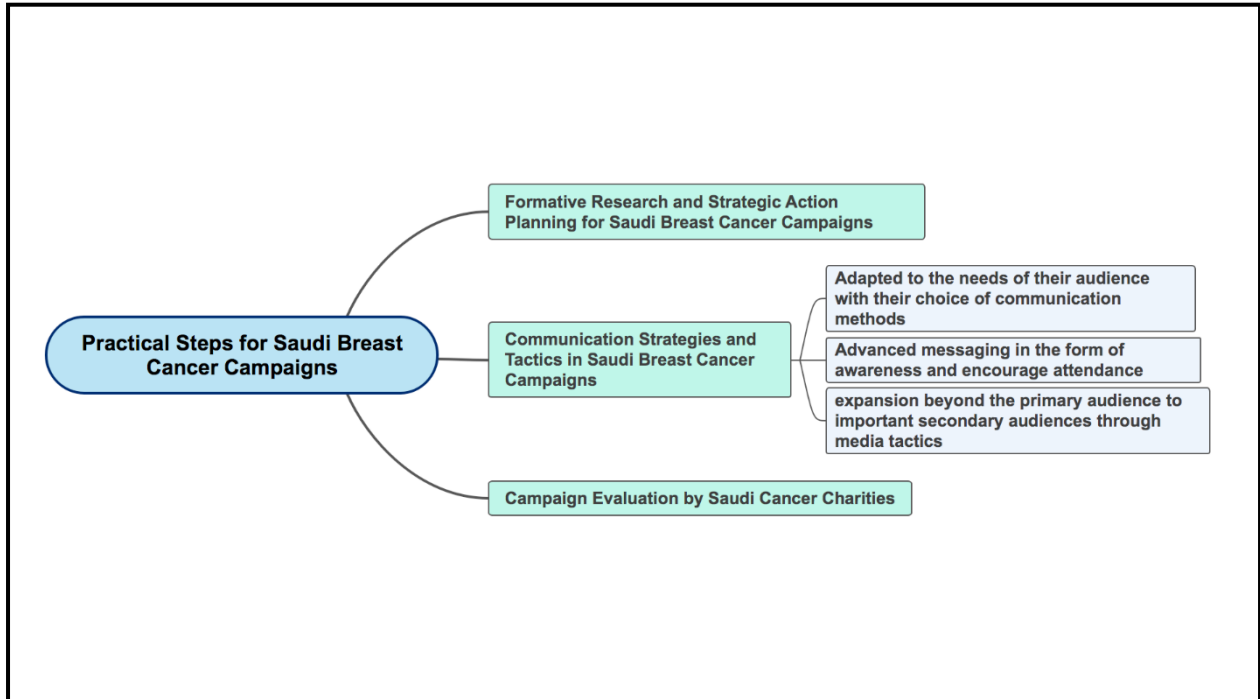 Practical Steps for Saudi Breast
Cancer Campaigns
Formative Research and Strategic Action
Planning for Saudi Breast Cancer Campaigns
Communication Strategies and
Tactics in Saudi Breast Cancer
Campaigns
Adapted to the needs of their audience
with their choice of communication
methods
Advanced messaging in the form of
awareness and encourage attendance
expansion beyond the primary audience to
important secondary audiences through
media tactics
Campaign Evaluation by Saudi Cancer Charities